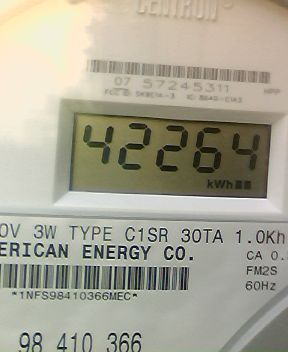 CENTRON®
07 57245311
HPP
42264
kWh
0V 3W TYPE C1SR 30TA 1.0Kh
ERICAN ENERGY CO.
CA 0.
*1NFS98410366MEC*
FM2S
60Hz
98 410 366